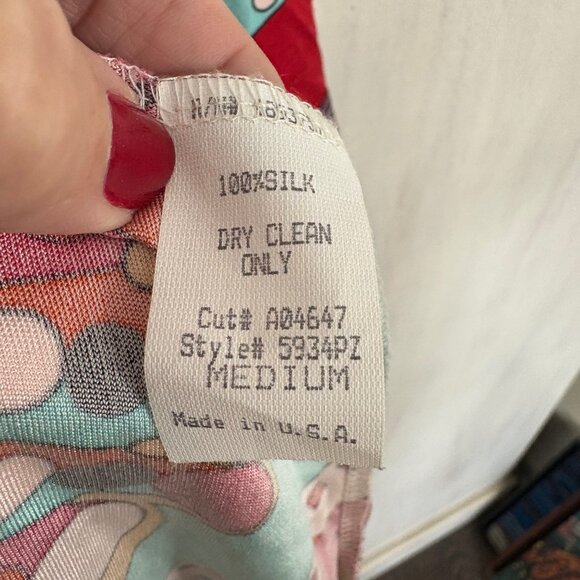 100%SILK
DRY CLEAN
ONLY
Cut# A04647
Style# 5934PZ
MEDIUM
Made in U.S.A.